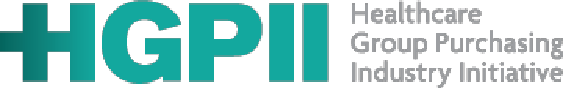 HGPII
Healthcare
Group Purchasing
Industry Initiative